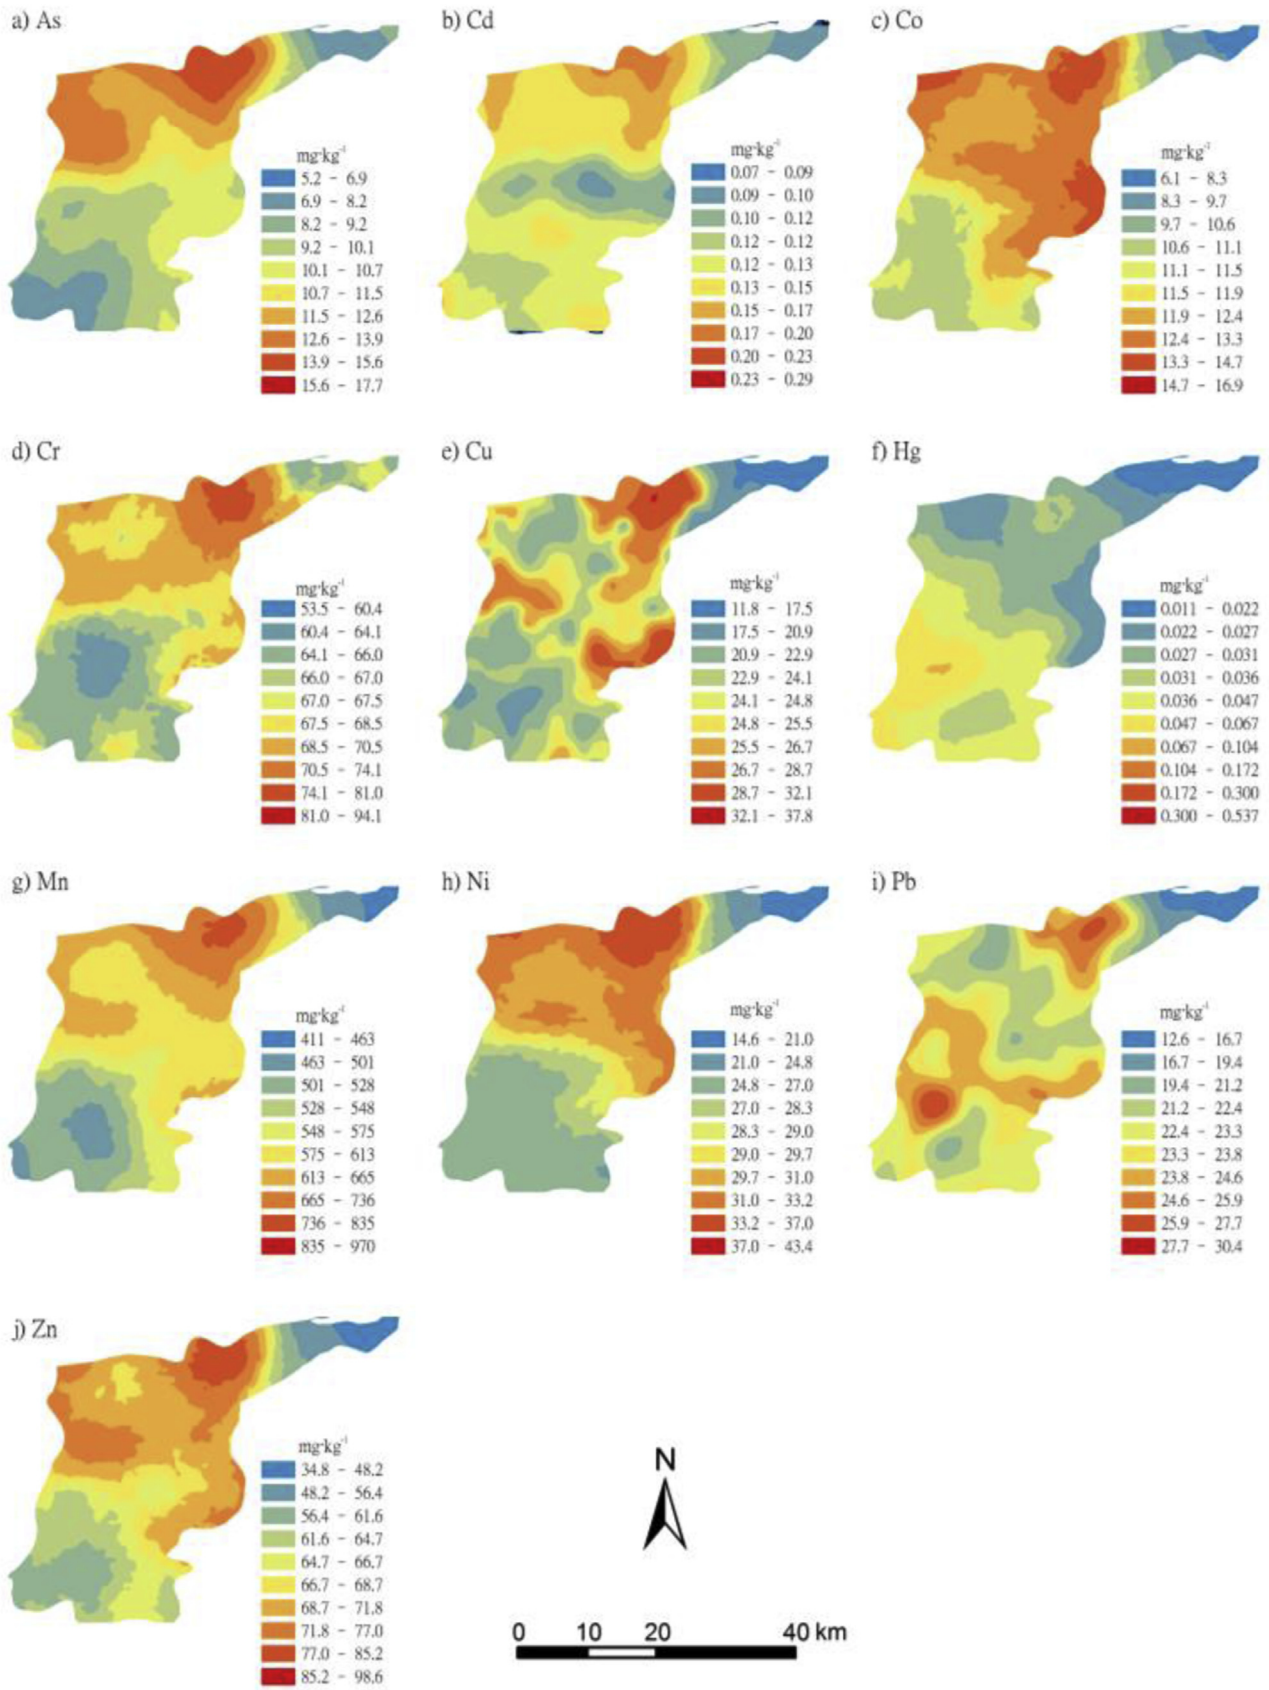 a) As
mg·kg⁻¹
5.2 - 6.9
6.9 - 8.2
8.2 - 9.2
9.2 - 10.1
10.1 - 10.7
10.7 - 11.5
11.5 - 12.6
12.6 - 13.9
13.9 - 15.6
15.6 - 17.7
b) Cd
mg·kg⁻¹
0.07 - 0.09
0.09 - 0.10
0.10 - 0.12
0.12 - 0.12
0.12 - 0.13
0.13 - 0.15
0.15 - 0.17
0.17 - 0.20
0.20 - 0.23
0.23 - 0.29
c) Co
mg·kg⁻¹
6.1 - 8.3
8.3 - 9.7
9.7 - 10.6
10.6 - 11.1
11.1 - 11.5
11.5 - 11.9
11.9 - 12.4
12.4 - 13.3
13.3 - 14.7
14.7 - 16.9
d) Cr
mg·kg⁻¹
53.5 - 60.4
60.4 - 64.1
64.1 - 66.0
66.0 - 67.0
67.0 - 67.5
67.5 - 68.5
68.5 - 70.5
70.5 - 74.1
74.1 - 81.0
81.0 - 94.1
e) Cu
mg·kg⁻¹
11.8 - 17.5
17.5 - 20.9
20.9 - 22.9
22.9 - 24.1
24.1 - 24.8
24.8 - 25.5
25.5 - 26.7
26.7 - 28.7
28.7 - 32.1
32.1 - 37.8
f) Hg
mg·kg⁻¹
0.011 - 0.022
0.022 - 0.027
0.027 - 0.031
0.031 - 0.036
0.036 - 0.047
0.047 - 0.067
0.067 - 0.104
0.104 - 0.172
0.172 - 0.300
0.300 - 0.537
g) Mn
mg·kg⁻¹
411 - 463
463 - 501
501 - 528
528 - 548
548 - 575
575 - 613
613 - 665
665 - 736
736 - 835
835 - 970
h) Ni
mg·kg⁻¹
14.6 - 21.0
21.0 - 24.8
24.8 - 27.0
27.0 - 28.3
28.3 - 29.0
29.0 - 29.7
29.7 - 31.0
31.0 - 33.2
33.2 - 37.0
37.0 - 43.4
i) Pb
mg·kg⁻¹
12.6 - 16.7
16.7 - 19.4
19.4 - 21.2
21.2 - 22.4
22.4 - 23.3
23.3 - 23.8
23.8 - 24.6
24.6 - 25.9
25.9 - 27.7
27.7 - 30.4
j) Zn
mg·kg⁻¹
34.8 - 48.2
48.2 - 56.4
56.4 - 61.6
61.6 - 64.7
64.7 - 66.7
66.7 - 68.7
68.7 - 71.8
71.8 - 77.0
77.0 - 85.2
85.2 - 98.6
N
0 10 20 40 km